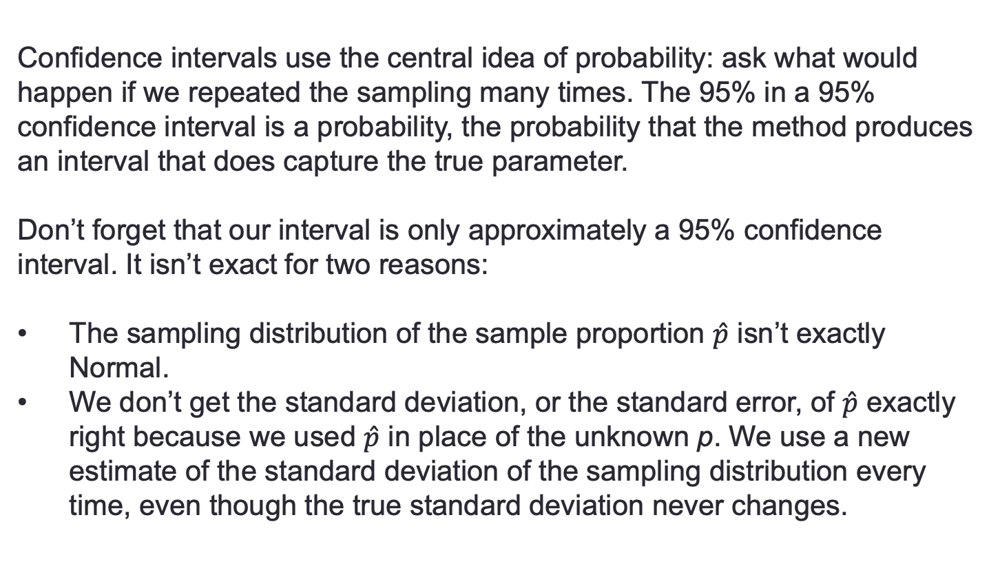 Confidence intervals use the central idea of probability: ask what would
happen if we repeated the sampling many times. The 95% in a 95%
confidence interval is a probability, the probability that the method produces
an interval that does capture the true parameter.
Don’t forget that our interval is only approximately a 95% confidence
interval. It isn’t exact for two reasons:
• The sampling distribution of the sample proportion p̂ isn’t exactly
Normal.
• We don’t get the standard deviation, or the standard error, of p̂ exactly
right because we used p̂ in place of the unknown p. We use a new
estimate of the standard deviation of the sampling distribution every
time, even though the true standard deviation never changes.